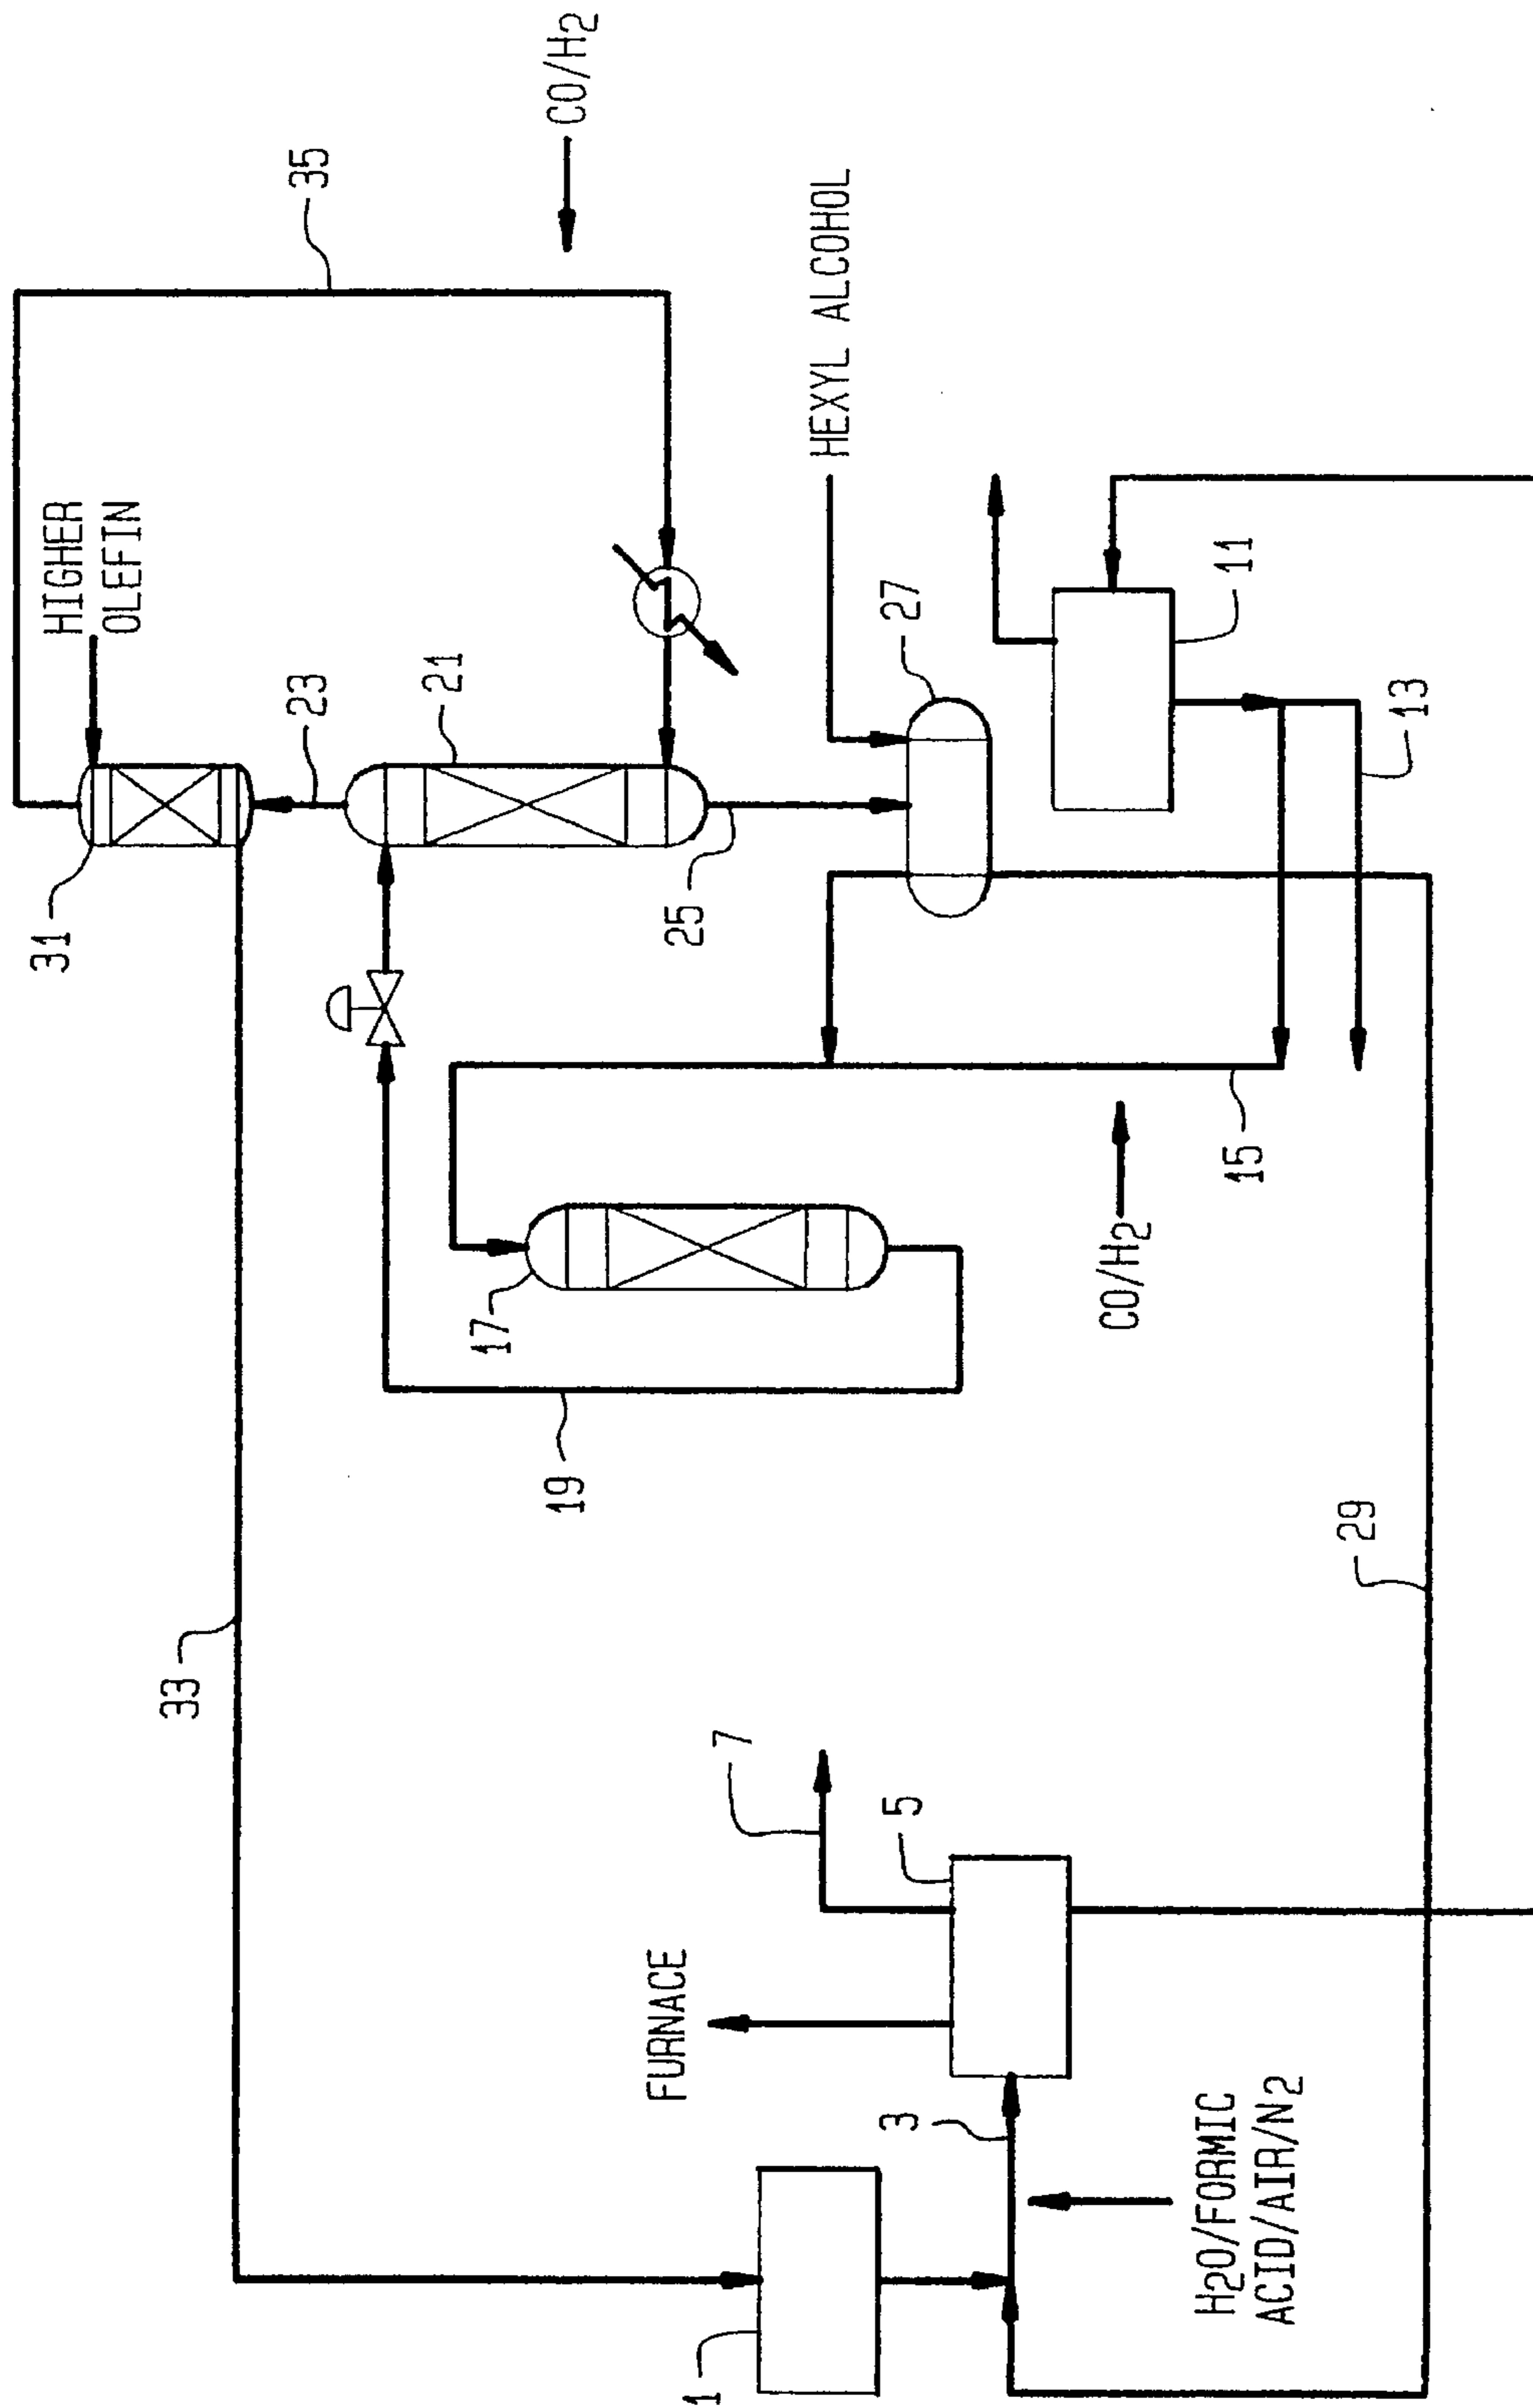 HIGHER
OLEFIN
CO/H2
35
31
23
21
33
25
HEXYL ALCOHOL
27
11
13
17
19
CO/H2
15
29
7
5
FURNACE
3
1
H2O/FORMIC
ACID/AIR/N2